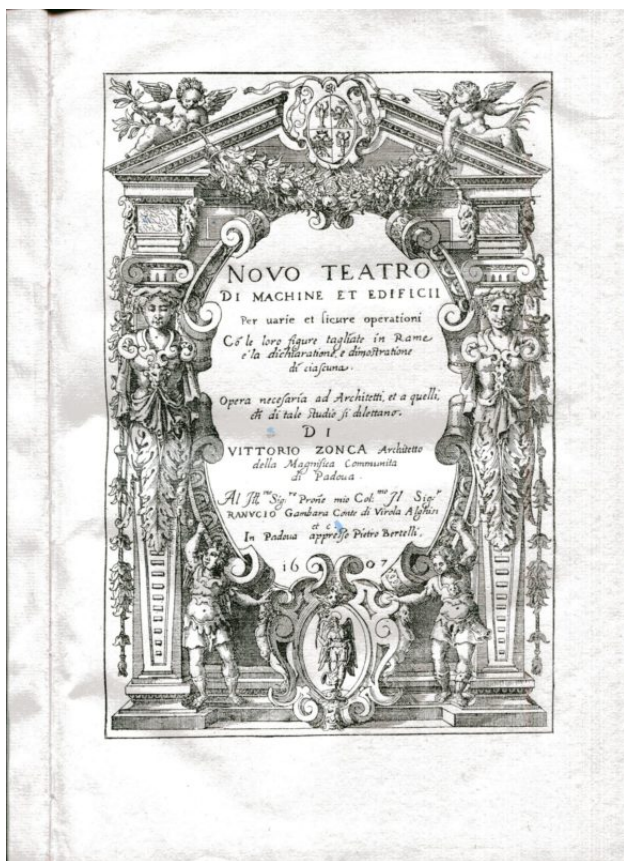 NOVO TEATRO
DI MACHINE ET EDIFICII
Per uarie et sicure operationi
Cō le loro figure tagliate in Rame
é la dichiaratione, e dimostratione
di ciascuna.
Opera necesaria ad Architetti, et a quelli,
ch di tale studio si dilettano.
DI
VITTORIO ZONCA Architetto
della Magnifica Communita
di Padoua.
Al Ill.mo Sig.re Prone mio Col.mo Il Sig.r
RANVCIO Gambara Conte di Virola Alghisi
et c.
In Padoua appresso Pietro Bertelli.
1607